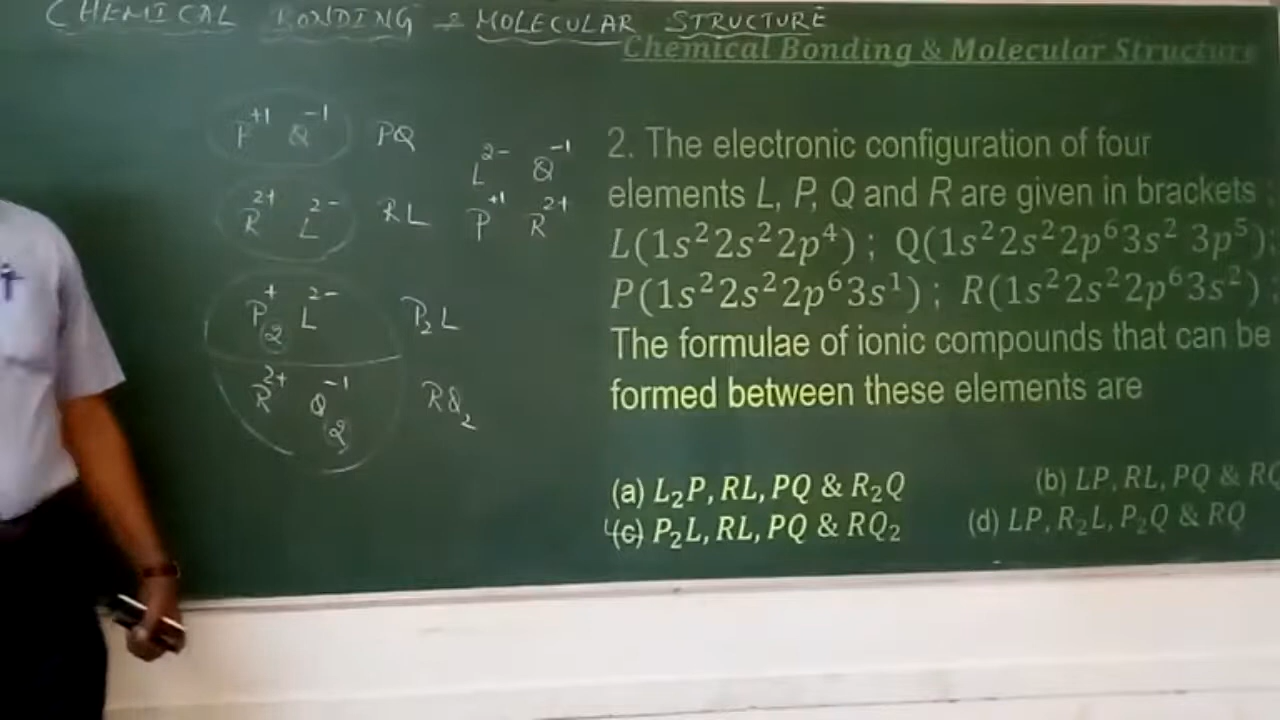 CHEMICAL BONDING & MOLECULAR STRUCTURE
Chemical Bonding & Molecular Structure
P⁺¹ Q⁻¹ PQ
L²⁻ Q⁻¹
R²⁺ L²⁻ RL
P⁺¹ R²⁺
P⁺ ₂ L²⁻ P₂L
R²⁺ Q⁻¹ ₂ RQ₂
2. The electronic configuration of four
elements L, P, Q and R are given in brackets
L(1s²2s²2p⁴) ; Q(1s²2s²2p⁶3s² 3p⁵);
P(1s²2s²2p⁶3s¹) ; R(1s²2s²2p⁶3s²) ;
The formulae of ionic compounds that can be
formed between these elements are
(a) L₂P, RL, PQ & R₂Q
(b) LP, RL, PQ &
(c) P₂L, RL, PQ & RQ₂
(d) LP, R₂L, P₂Q & RQ